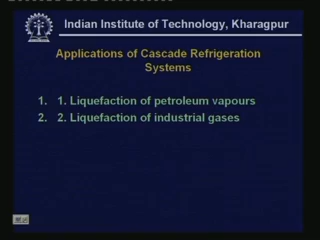 Indian Institute of Technology, Kharagpur
Applications of Cascade Refrigeration
Systems
1. 1. Liquefaction of petroleum vapours
2. 2. Liquefaction of industrial gases